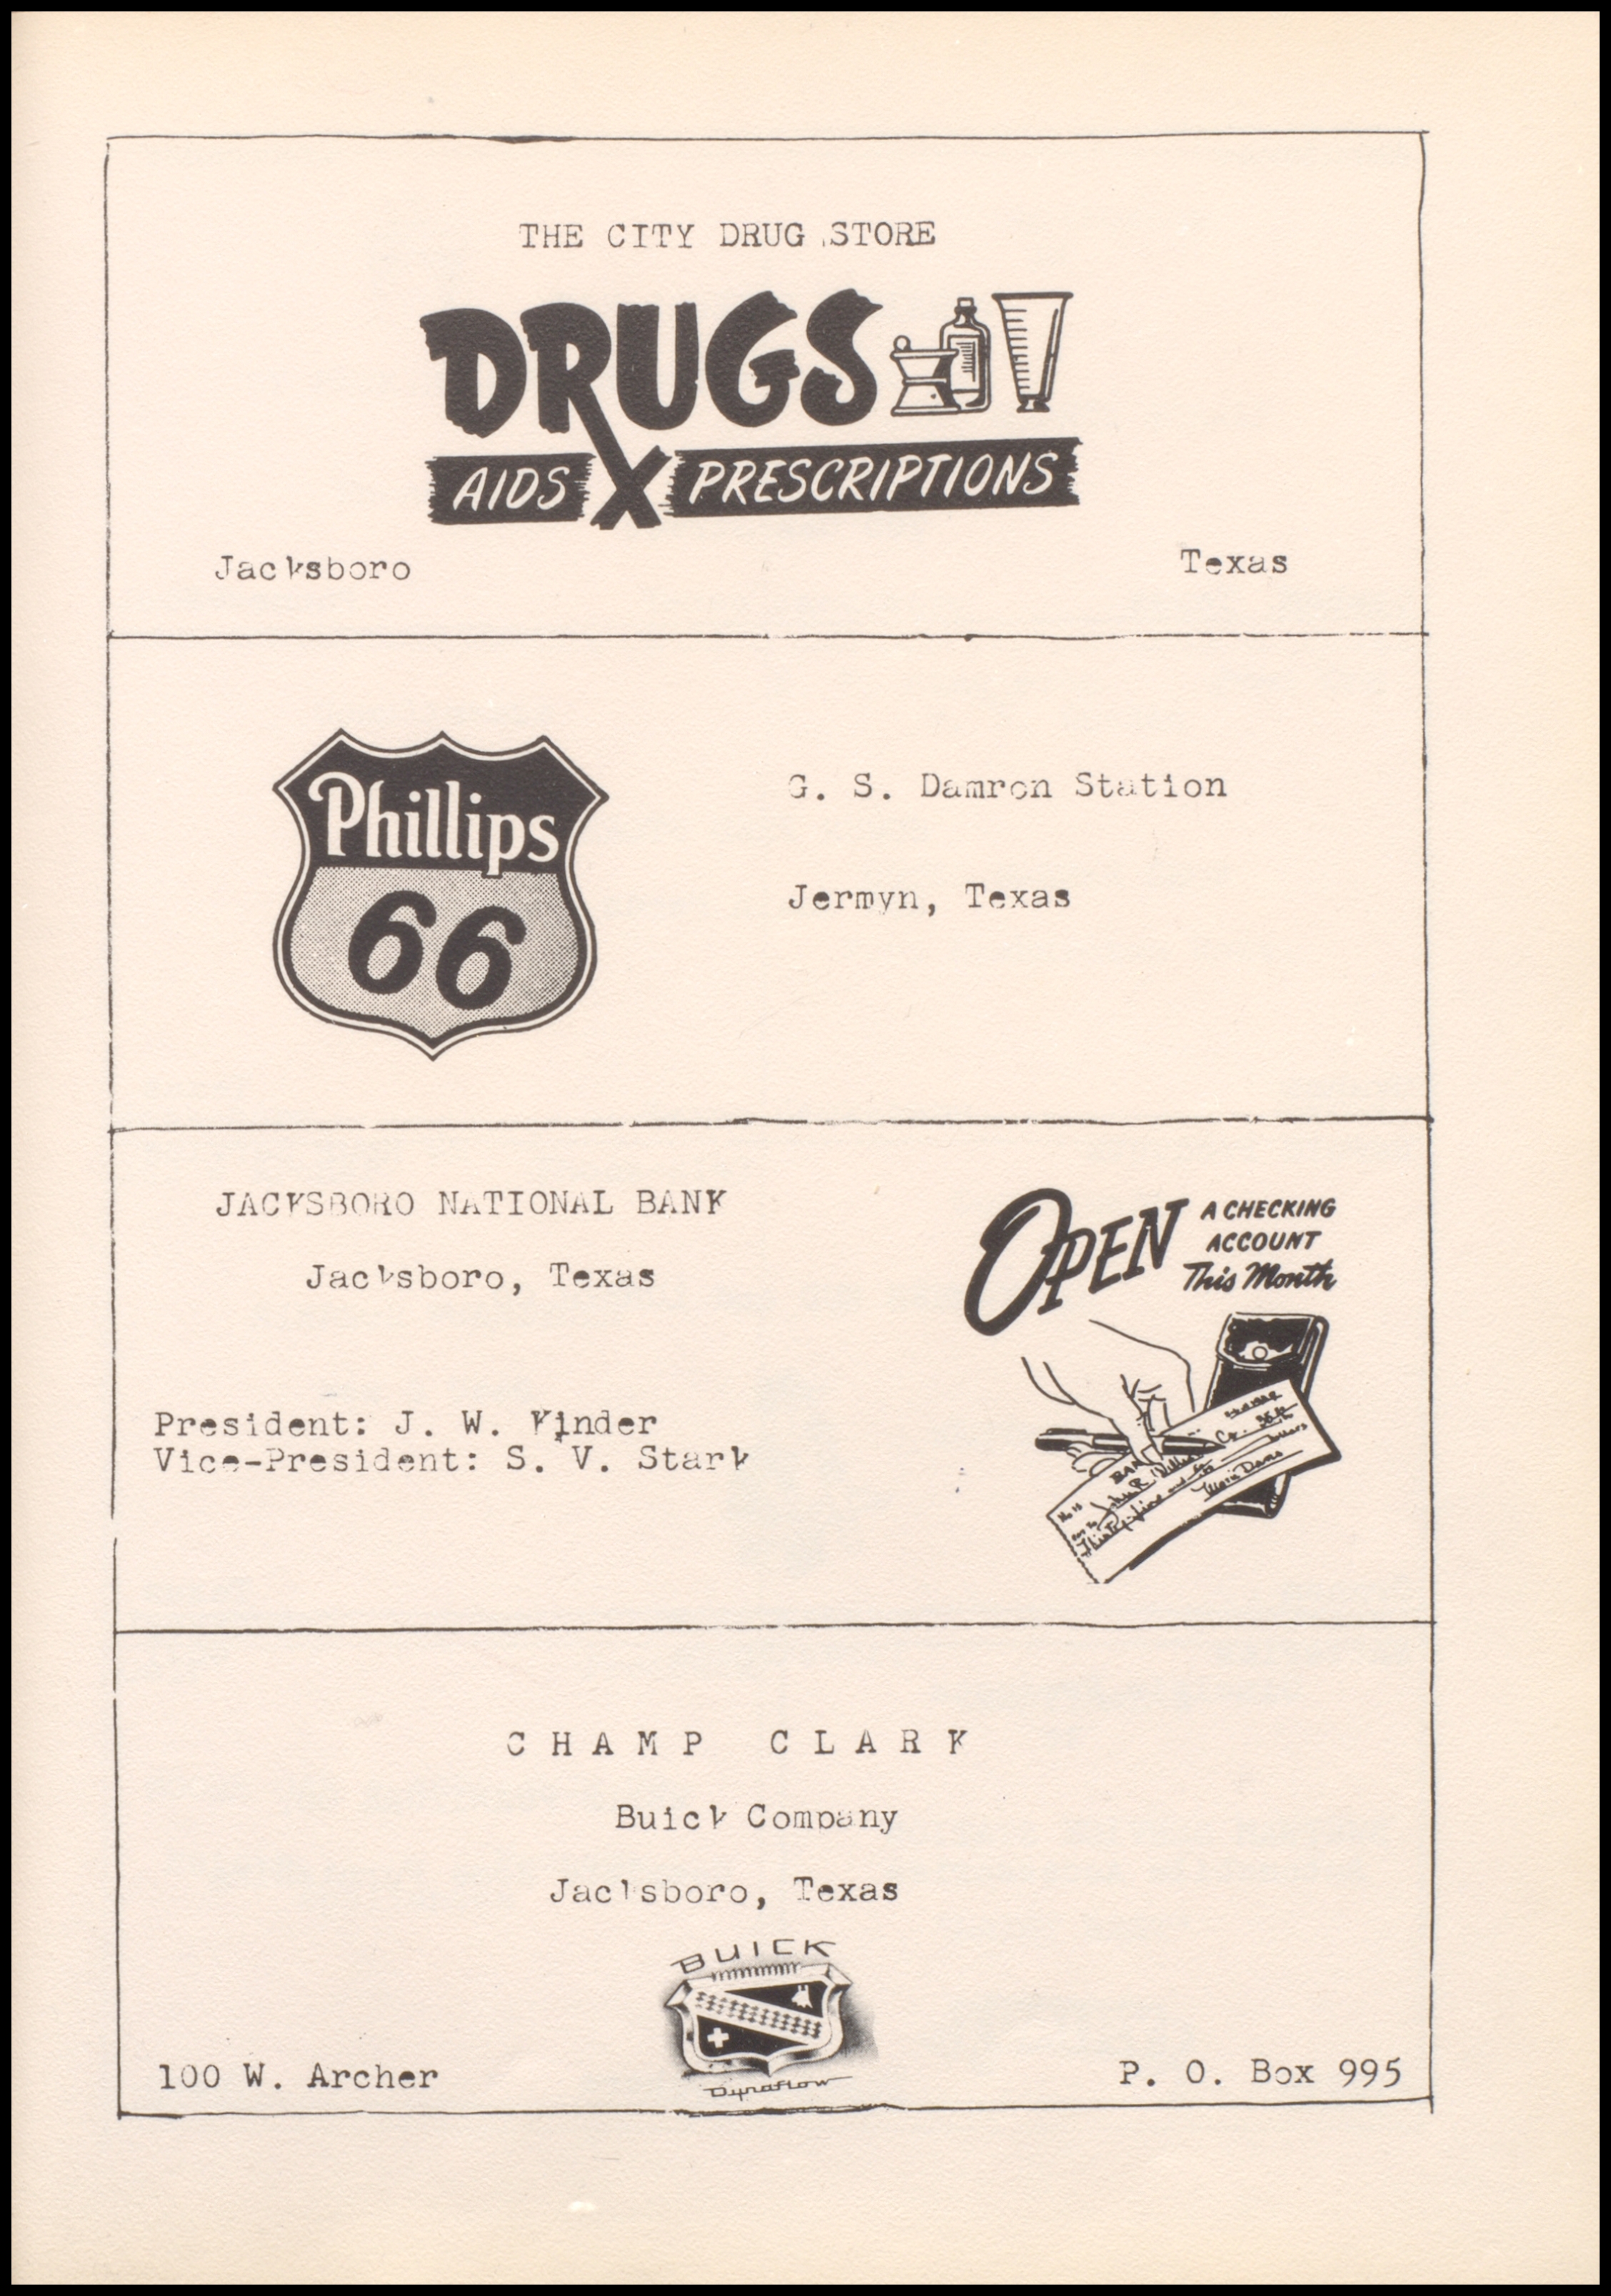 THE CITY DRUG STORE
DRUGS
AIDS X PRESCRIPTIONS
Jacksboro Texas
Phillips
66
G. S. Damron Station
Jermyn, Texas
JACKSBORO NATIONAL BANK
Jacksboro, Texas
President: J. W. Kinder
Vice-President: S. V. Stark
OPEN A CHECKING
ACCOUNT
This Month
CHAMP CLARK
Buick Company
Jacksboro, Texas
BUICK
Dynaflow
100 W. Archer P. O. Box 995